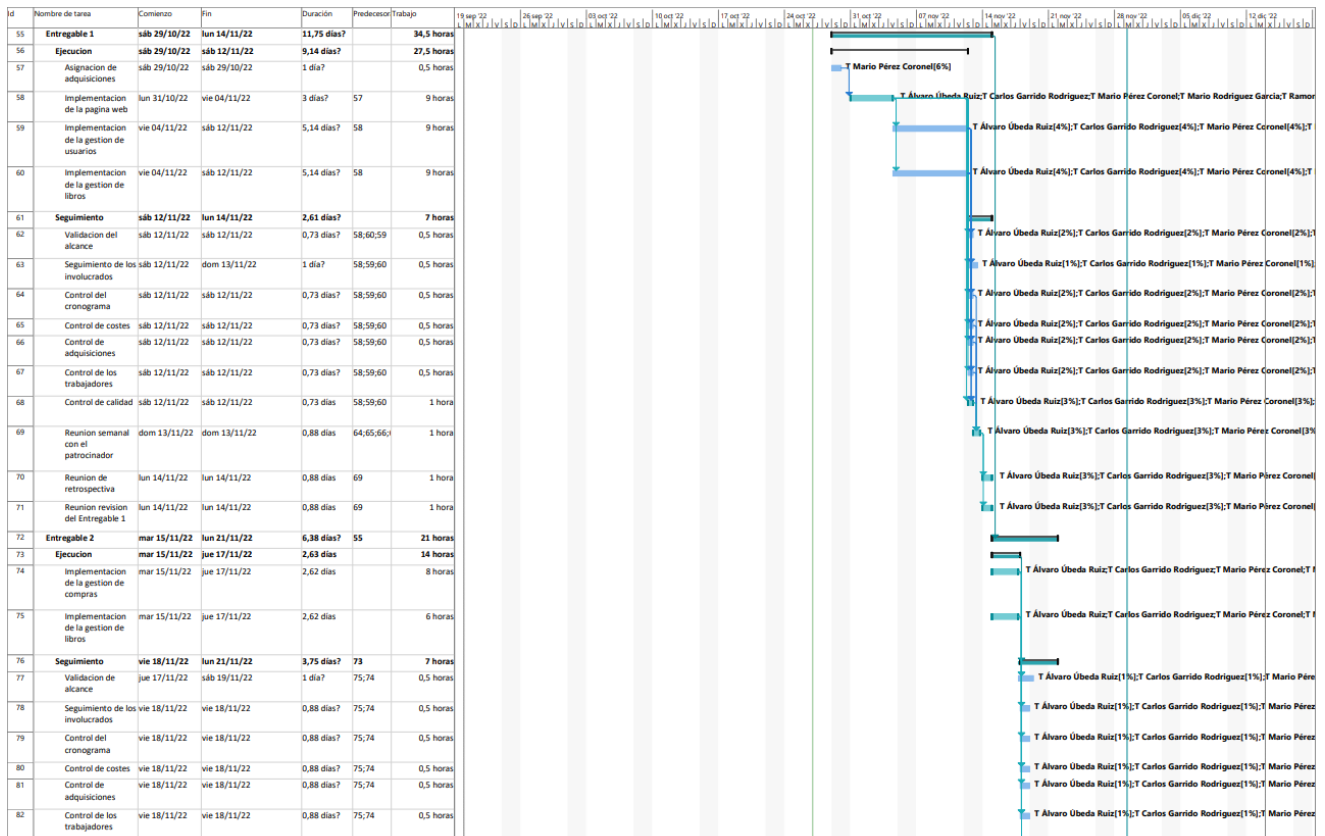 Id Nombre de tarea Comienzo Fin Duración Predecesor Trabajo
19 sep '22 26 sep '22 03 oct '22 10 oct '22 17 oct '22 24 oct '22 31 oct '22 07 nov '22 14 nov '22 21 nov '22 28 nov '22 05 dic '22 12 dic '22
L M X J V S D L M X J V S D L M X J V S D L M X J V S D L M X J V S D L M X J V S D L M X J V S D L M X J V S D L M X J V S D L M X J V S D L M X J V S D L M X J V S D L M X J V S D
55 Entregable 1 sáb 29/10/22 lun 14/11/22 11,75 días? 34,5 horas
56 Ejecucion sáb 29/10/22 sáb 12/11/22 9,14 días? 27,5 horas
57 Asignacion de sáb 29/10/22 sáb 29/10/22 1 día? 0,5 horas T Mario Pérez Coronel[6%]
adquisiciones
58 Implementacion lun 31/10/22 vie 04/11/22 3 días? 57 9 horas T Álvaro Úbeda Ruiz;T Carlos Garrido Rodriguez;T Mario Pérez Coronel;T Mario Rodriguez Garcia;T Ramor
de la pagina web
59 Implementacion vie 04/11/22 sáb 12/11/22 5,14 días? 58 9 horas T Álvaro Úbeda Ruiz[4%];T Carlos Garrido Rodriguez[4%];T Mario Pérez Coronel[4%];T
de la gestion de
usuarios
60 Implementacion vie 04/11/22 sáb 12/11/22 5,14 días? 58 9 horas T Álvaro Úbeda Ruiz[4%];T Carlos Garrido Rodriguez[4%];T Mario Pérez Coronel[4%];T
de la gestion de
libros
61 Seguimiento sáb 12/11/22 lun 14/11/22 2,61 días? 7 horas
62 Validacion del sáb 12/11/22 sáb 12/11/22 0,73 días? 58;60;59 0,5 horas T Álvaro Úbeda Ruiz[2%];T Carlos Garrido Rodriguez[2%];T Mario Pérez Coronel[2%];T
alcance
63 Seguimiento de los sáb 12/11/22 dom 13/11/22 1 día? 58;59;60 0,5 horas T Álvaro Úbeda Ruiz[1%];T Carlos Garrido Rodriguez[1%];T Mario Pérez Coronel[1%];
involucrados
64 Control del sáb 12/11/22 sáb 12/11/22 0,73 días? 58;59;60 0,5 horas T Álvaro Úbeda Ruiz[2%];T Carlos Garrido Rodriguez[2%];T Mario Pérez Coronel[2%];T
cronograma
65 Control de costes sáb 12/11/22 sáb 12/11/22 0,73 días? 58;59;60 0,5 horas T Álvaro Úbeda Ruiz[2%];T Carlos Garrido Rodriguez[2%];T Mario Pérez Coronel[2%];T
66 Control de sáb 12/11/22 sáb 12/11/22 0,73 días? 58;59;60 0,5 horas T Álvaro Úbeda Ruiz[2%];T Carlos Garrido Rodriguez[2%];T Mario Pérez Coronel[2%];T
adquisiciones
67 Control de los sáb 12/11/22 sáb 12/11/22 0,73 días? 58;59;60 0,5 horas T Álvaro Úbeda Ruiz[2%];T Carlos Garrido Rodriguez[2%];T Mario Pérez Coronel[2%];T
trabajadores
68 Control de calidad sáb 12/11/22 sáb 12/11/22 0,73 días 58;59;60 1 hora T Álvaro Úbeda Ruiz[3%];T Carlos Garrido Rodriguez[3%];T Mario Pérez Coronel[3%];
69 Reunion semanal dom 13/11/22 dom 13/11/22 0,88 días 64;65;66; 1 hora T Álvaro Úbeda Ruiz[3%];T Carlos Garrido Rodriguez[3%];T Mario Pérez Coronel[3%
con el
patrocinador
70 Reunion de lun 14/11/22 lun 14/11/22 0,88 días 69 1 hora T Álvaro Úbeda Ruiz[3%];T Carlos Garrido Rodriguez[3%];T Mario Pérez Coronel[
retrospectiva
71 Reunion revision lun 14/11/22 lun 14/11/22 0,88 días 69 1 hora T Álvaro Úbeda Ruiz[3%];T Carlos Garrido Rodriguez[3%];T Mario Pérez Coronel[
del Entregable 1
72 Entregable 2 mar 15/11/22 lun 21/11/22 6,38 días? 55 21 horas
73 Ejecucion mar 15/11/22 jue 17/11/22 2,63 días 14 horas
74 Implementacion mar 15/11/22 jue 17/11/22 2,62 días 8 horas T Álvaro Úbeda Ruiz;T Carlos Garrido Rodriguez;T Mario Pérez Coronel;T
de la gestion de
compras
75 Implementacion mar 15/11/22 jue 17/11/22 2,62 días 6 horas T Álvaro Úbeda Ruiz;T Carlos Garrido Rodriguez;T Mario Pérez Coronel;T
de la gestion de
libros
76 Seguimiento vie 18/11/22 lun 21/11/22 3,75 días? 73 7 horas
77 Validacion de jue 17/11/22 sáb 19/11/22 1 día? 75;74 0,5 horas T Álvaro Úbeda Ruiz[1%];T Carlos Garrido Rodriguez[1%];T Mario Pére
alcance
78 Seguimiento de los vie 18/11/22 vie 18/11/22 0,88 días? 75;74 0,5 horas T Álvaro Úbeda Ruiz[1%];T Carlos Garrido Rodriguez[1%];T Mario Pérez
involucrados
79 Control del vie 18/11/22 vie 18/11/22 0,88 días? 75;74 0,5 horas T Álvaro Úbeda Ruiz[1%];T Carlos Garrido Rodriguez[1%];T Mario Pérez
cronograma
80 Control de costes vie 18/11/22 vie 18/11/22 0,88 días? 75;74 0,5 horas T Álvaro Úbeda Ruiz[1%];T Carlos Garrido Rodriguez[1%];T Mario Pérez
81 Control de vie 18/11/22 vie 18/11/22 0,88 días? 75;74 0,5 horas T Álvaro Úbeda Ruiz[1%];T Carlos Garrido Rodriguez[1%];T Mario Pérez
adquisiciones
82 Control de los vie 18/11/22 vie 18/11/22 0,88 días? 75;74 0,5 horas T Álvaro Úbeda Ruiz[1%];T Carlos Garrido Rodriguez[1%];T Mario Pérez
trabajadores